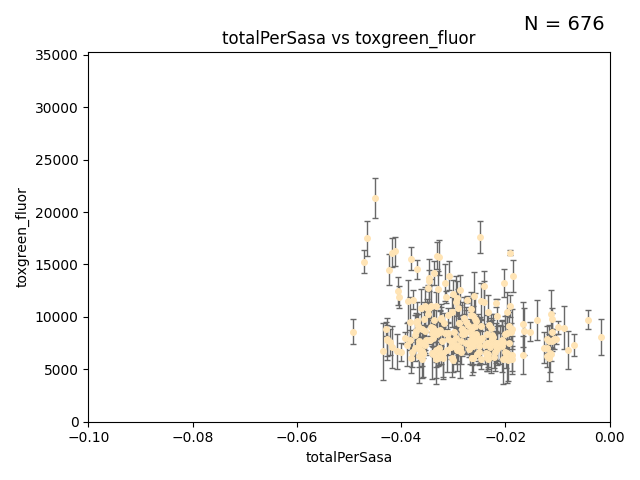 N = 676
totalPerSasa vs toxgreen_fluor
35000
30000
25000
20000
15000
10000
5000
0
toxgreen_fluor
−0.10 −0.08 −0.06 −0.04 −0.02 0.00
totalPerSasa